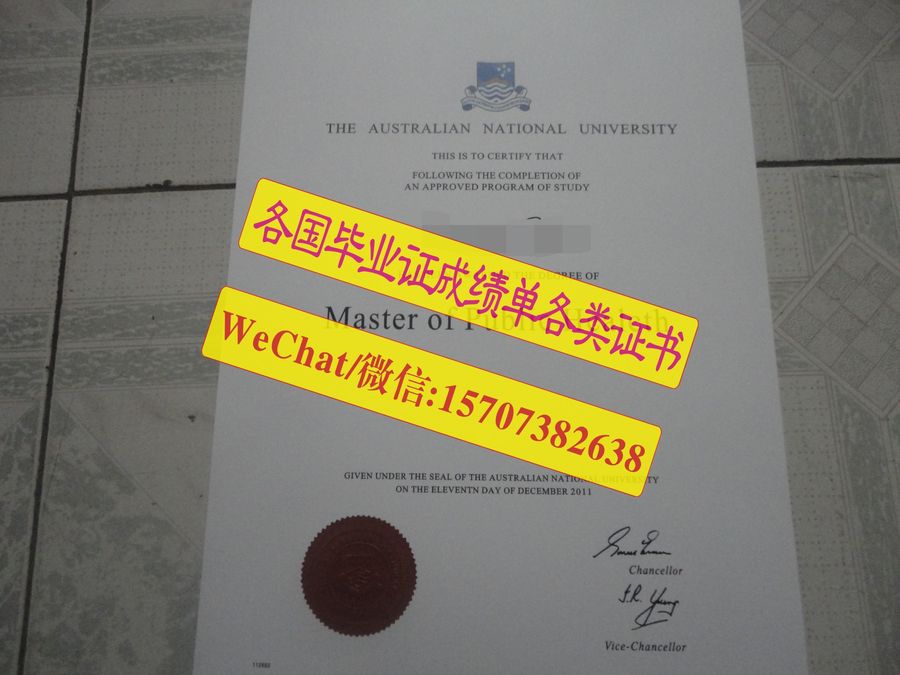 THE AUSTRALIAN NATIONAL UNIVERSITY
THIS IS TO CERTIFY THAT
FOLLOWING THE COMPLETION OF
AN APPROVED PROGRAM OF STUDY
各国毕业证成绩单各类证书
THE DEGREE OF
Master of Public Health
WeChat/微信:15707382638
GIVEN UNDER THE SEAL OF THE AUSTRALIAN NATIONAL UNIVERSITY
ON THE ELEVENTN DAY OF DECEMBER 2011
Chancellor
Vice-Chancellor